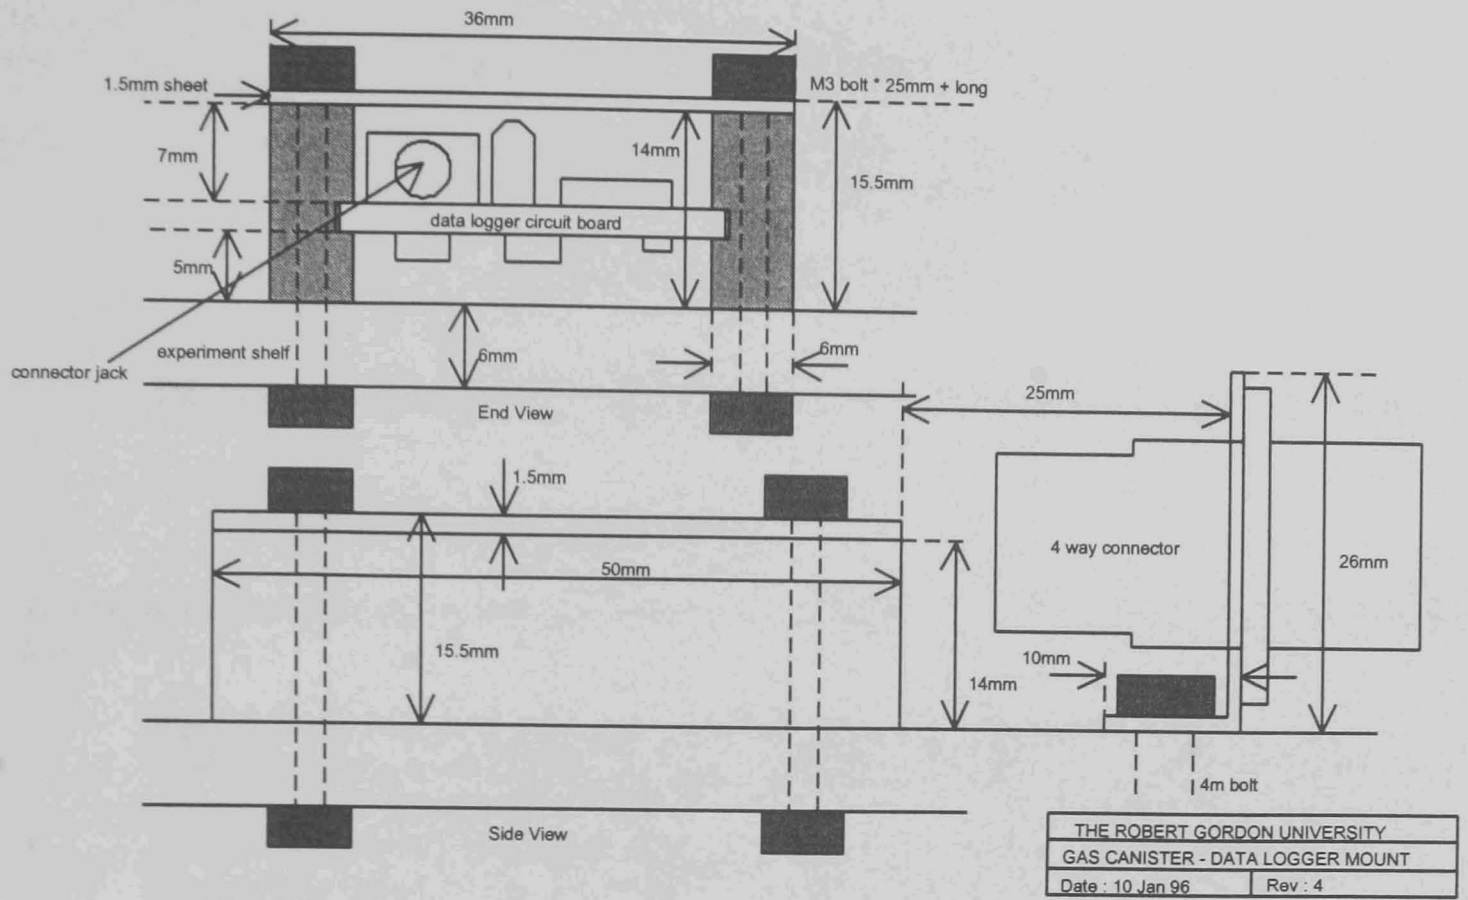 36mm
1.5mm sheet
M3 bolt * 25mm + long
7mm
14mm
15.5mm
data logger circuit board
5mm
experiment shelf
6mm
6mm
connector jack
End View
25mm
1.5mm
4 way connector
26mm
50mm
15.5mm
10mm
14mm
4m bolt
Side View
THE ROBERT GORDON UNIVERSITY
GAS CANISTER - DATA LOGGER MOUNT
Date : 10 Jan 96 Rev : 4